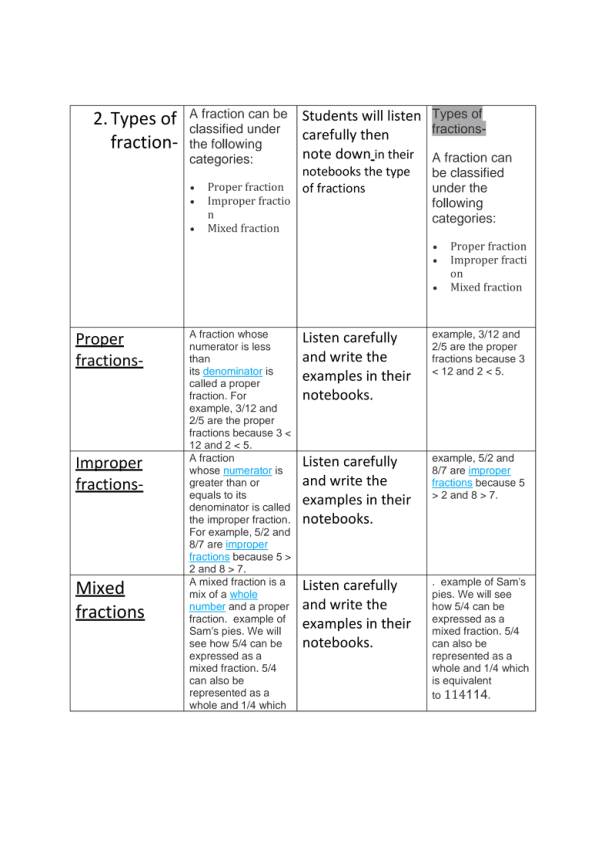 2. Types of
fraction-
A fraction can be
classified under
the following
categories:
• Proper fraction
• Improper fractio
n
• Mixed fraction
Students will listen
carefully then
note down in their
notebooks the type
of fractions
Types of
fractions-
A fraction can
be classified
under the
following
categories:
• Proper fraction
• Improper fracti
on
• Mixed fraction
Proper
fractions-
A fraction whose
numerator is less
than
its denominator is
called a proper
fraction. For
example, 3/12 and
2/5 are the proper
fractions because 3 <
12 and 2 < 5.
Listen carefully
and write the
examples in their
notebooks.
example, 3/12 and
2/5 are the proper
fractions because 3
< 12 and 2 < 5.
Improper
fractions-
A fraction
whose numerator is
greater than or
equals to its
denominator is called
the improper fraction.
For example, 5/2 and
8/7 are improper
fractions because 5 >
2 and 8 > 7.
Listen carefully
and write the
examples in their
notebooks.
example, 5/2 and
8/7 are improper
fractions because 5
> 2 and 8 > 7.
Mixed
fractions
A mixed fraction is a
mix of a whole
number and a proper
fraction. example of
Sam's pies. We will
see how 5/4 can be
expressed as a
mixed fraction. 5/4
can also be
represented as a
whole and 1/4 which
Listen carefully
and write the
examples in their
notebooks.
. example of Sam's
pies. We will see
how 5/4 can be
expressed as a
mixed fraction. 5/4
can also be
represented as a
whole and 1/4 which
is equivalent
to 114114.